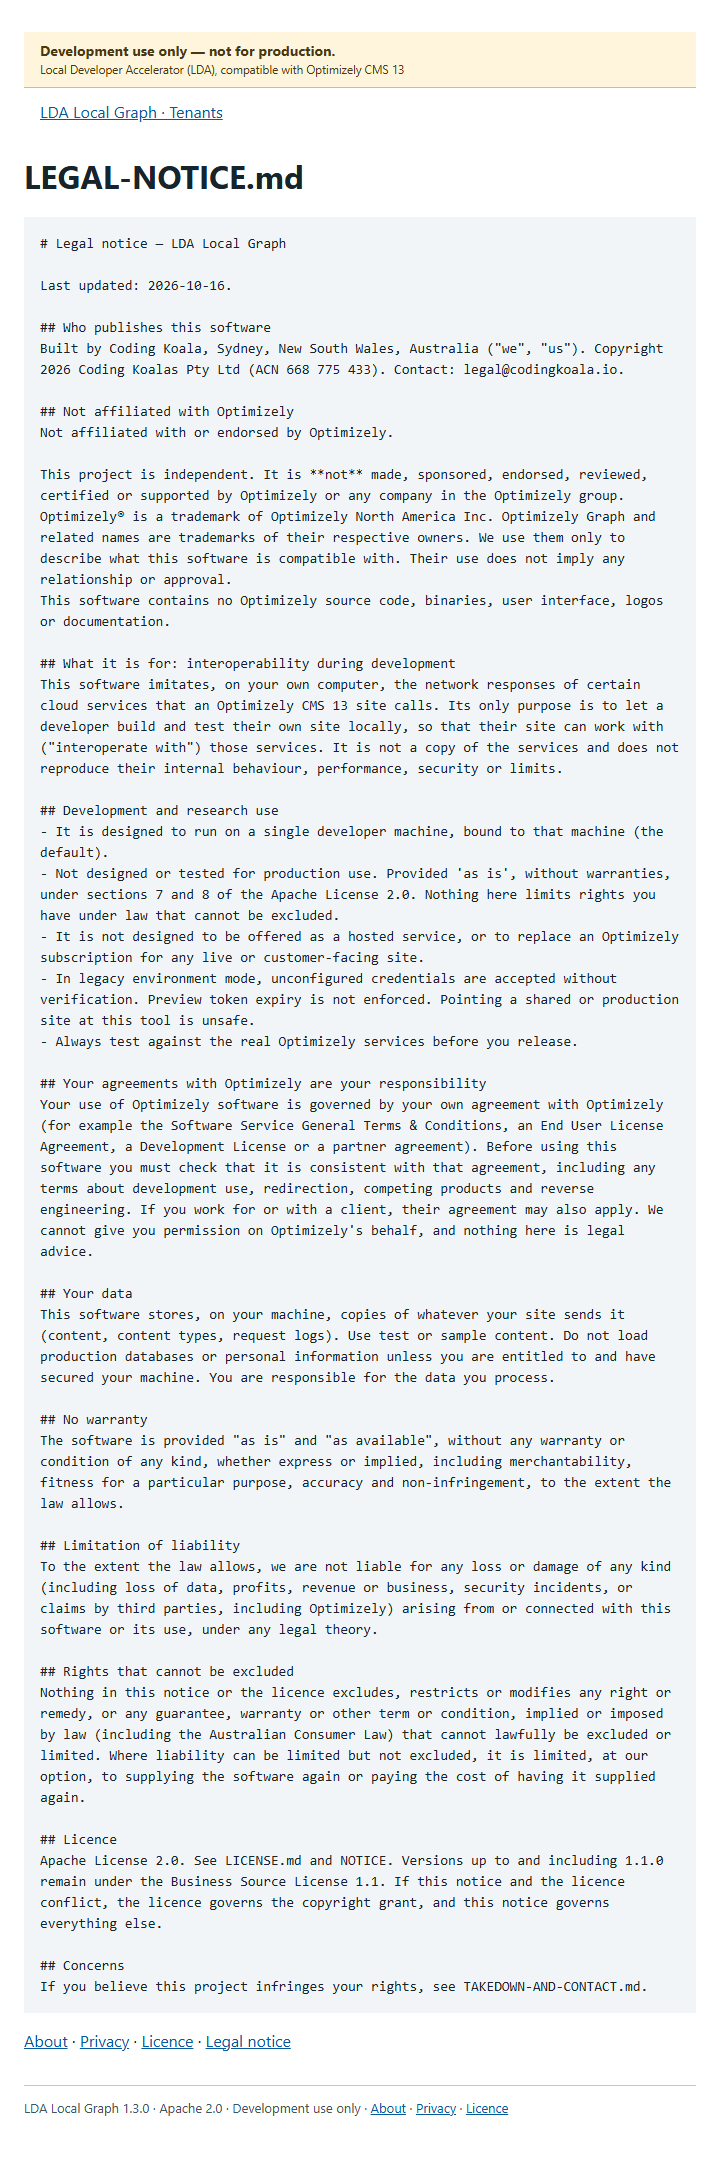 Development use only — not for production.
Local Developer Accelerator (LDA), compatible with Optimizely CMS 13
LDA Local Graph · Tenants
LEGAL-NOTICE.md
# Legal notice — LDA Local Graph
Last updated: 2026-10-16.
## Who publishes this software
Built by Coding Koala, Sydney, New South Wales, Australia ("we", "us"). Copyright
2026 Coding Koalas Pty Ltd (ACN 668 775 433). Contact: legal@codingkoala.io.
## Not affiliated with Optimizely
Not affiliated with or endorsed by Optimizely.
This project is independent. It is **not** made, sponsored, endorsed, reviewed,
certified or supported by Optimizely or any company in the Optimizely group.
Optimizely® is a trademark of Optimizely North America Inc. Optimizely Graph and
related names are trademarks of their respective owners. We use them only to
describe what this software is compatible with. Their use does not imply any
relationship or approval.
This software contains no Optimizely source code, binaries, user interface, logos
or documentation.
## What it is for: interoperability during development
This software imitates, on your own computer, the network responses of certain
cloud services that an Optimizely CMS 13 site calls. Its only purpose is to let a
developer build and test their own site locally, so that their site can work with
("interoperate with") those services. It is not a copy of the services and does not
reproduce their internal behaviour, performance, security or limits.
## Development and research use
- It is designed to run on a single developer machine, bound to that machine (the
default).
- Not designed or tested for production use. Provided 'as is', without warranties,
under sections 7 and 8 of the Apache License 2.0. Nothing here limits rights you
have under law that cannot be excluded.
- It is not designed to be offered as a hosted service, or to replace an Optimizely
subscription for any live or customer-facing site.
- In legacy environment mode, unconfigured credentials are accepted without
verification. Preview token expiry is not enforced. Pointing a shared or production
site at this tool is unsafe.
- Always test against the real Optimizely services before you release.
## Your agreements with Optimizely are your responsibility
Your use of Optimizely software is governed by your own agreement with Optimizely
(for example the Software Service General Terms & Conditions, an End User License
Agreement, a Development License or a partner agreement). Before using this
software you must check that it is consistent with that agreement, including any
terms about development use, redirection, competing products and reverse
engineering. If you work for or with a client, their agreement may also apply. We
cannot give you permission on Optimizely's behalf, and nothing here is legal
advice.
## Your data
This software stores, on your machine, copies of whatever your site sends it
(content, content types, request logs). Use test or sample content. Do not load
production databases or personal information unless you are entitled to and have
secured your machine. You are responsible for the data you process.
## No warranty
The software is provided "as is" and "as available", without any warranty or
condition of any kind, whether express or implied, including merchantability,
fitness for a particular purpose, accuracy and non-infringement, to the extent the
law allows.
## Limitation of liability
To the extent the law allows, we are not liable for any loss or damage of any kind
(including loss of data, profits, revenue or business, security incidents, or
claims by third parties, including Optimizely) arising from or connected with this
software or its use, under any legal theory.
## Rights that cannot be excluded
Nothing in this notice or the licence excludes, restricts or modifies any right or
remedy, or any guarantee, warranty or other term or condition, implied or imposed
by law (including the Australian Consumer Law) that cannot lawfully be excluded or
limited. Where liability can be limited but not excluded, it is limited, at our
option, to supplying the software again or paying the cost of having it supplied
again.
## Licence
Apache License 2.0. See LICENSE.md and NOTICE. Versions up to and including 1.1.0
remain under the Business Source License 1.1. If this notice and the licence
conflict, the licence governs the copyright grant, and this notice governs
everything else.
## Concerns
If you believe this project infringes your rights, see TAKEDOWN-AND-CONTACT.md.
About · Privacy · Licence · Legal notice
LDA Local Graph 1.3.0 · Apache 2.0 · Development use only · About · Privacy · Licence